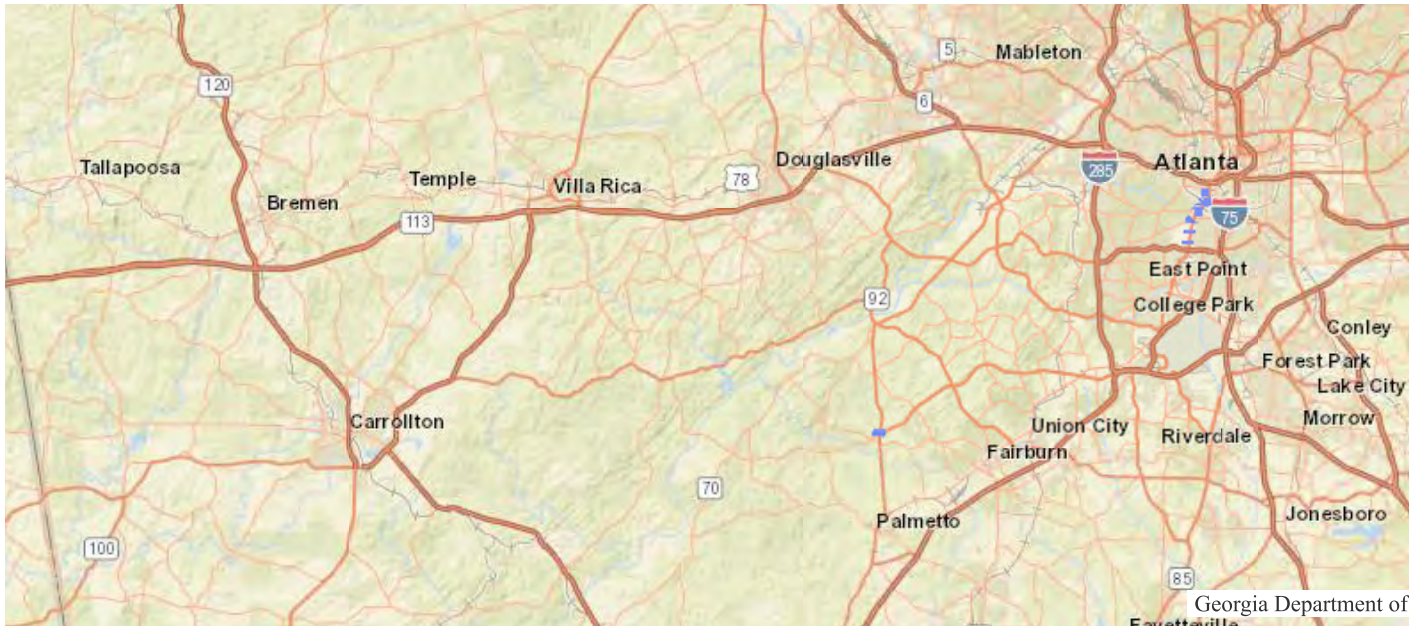 5
Mableton
120
6
Tallapoosa
Temple
Villa Rica
78
Douglasville
285
Atlanta
Bremen
113
75
East Point
92
College Park
Conley
Forest Park
Lake City
Carrollton
Union City
Riverdale
Morrow
Fairburn
70
Palmetto
Jonesboro
100
85
Georgia Department of
Fayetteville